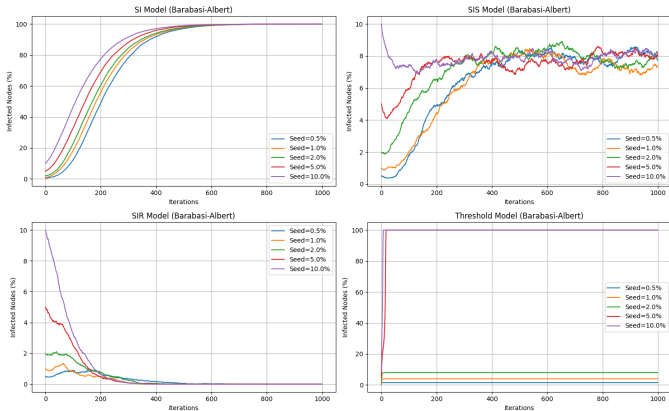 SI Model (Barabasi-Albert)
Infected Nodes (%)
100
80
60
40
20
0
0 200 400 600 800 1000
Iterations
Seed=0.5%
Seed=1.0%
Seed=2.0%
Seed=5.0%
Seed=10.0%
SIS Model (Barabasi-Albert)
Infected Nodes (%)
10
8
6
4
2
0
0 200 400 600 800 1000
Iterations
Seed=0.5%
Seed=1.0%
Seed=2.0%
Seed=5.0%
Seed=10.0%
SIR Model (Barabasi-Albert)
Infected Nodes (%)
10
8
6
4
2
0
0 200 400 600 800 1000
Iterations
Seed=0.5%
Seed=1.0%
Seed=2.0%
Seed=5.0%
Seed=10.0%
Threshold Model (Barabasi-Albert)
Infected Nodes (%)
100
80
60
40
20
0
0 200 400 600 800 1000
Iterations
Seed=0.5%
Seed=1.0%
Seed=2.0%
Seed=5.0%
Seed=10.0%